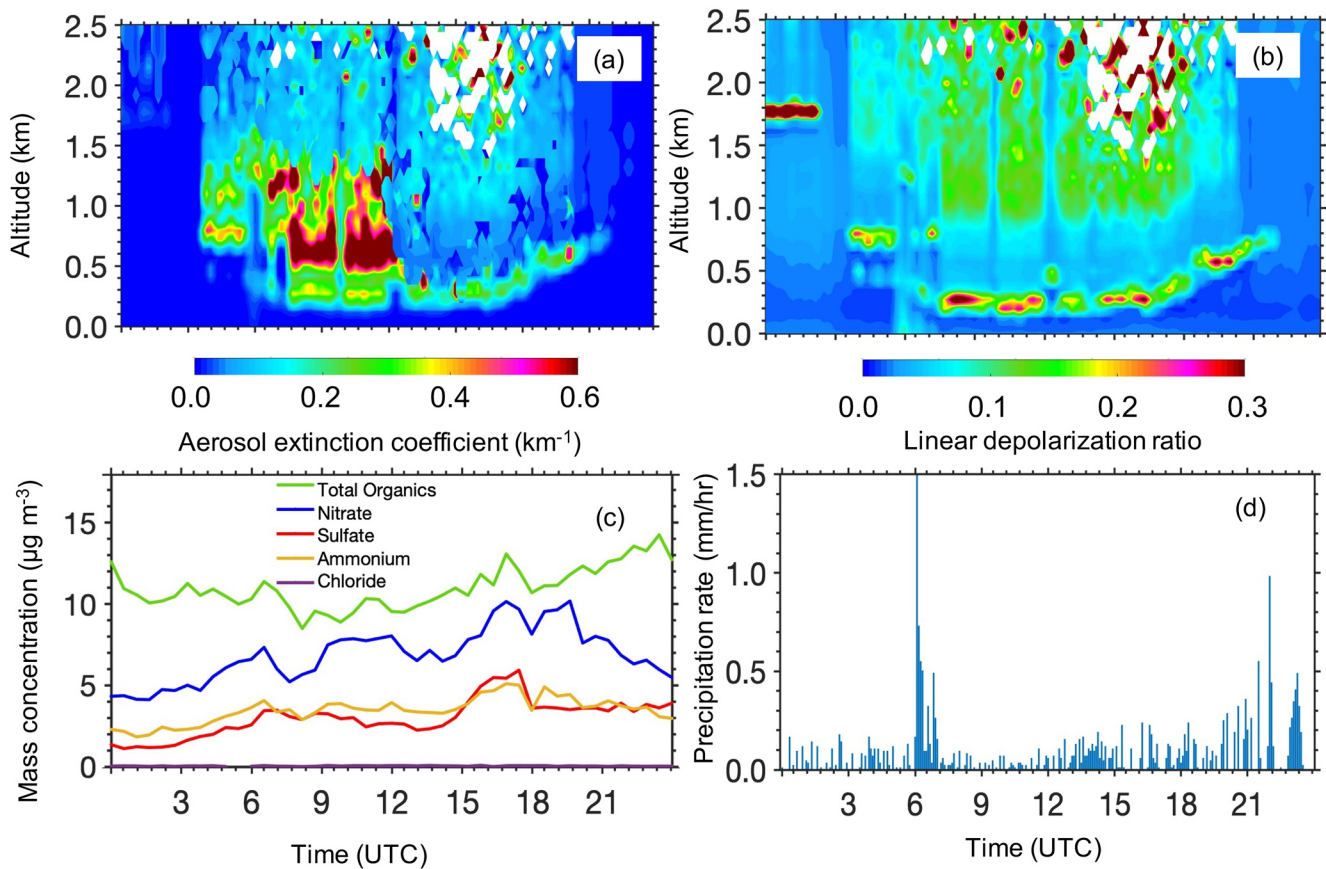 (a)
2.5
2.0
1.5
1.0
0.5
0.0
Altitude (km)
0.0 0.2 0.4 0.6
Aerosol extinction coefficient (km-1)
(b)
2.5
2.0
1.5
1.0
0.5
0.0
Altitude (km)
0.0 0.1 0.2 0.3
Linear depolarization ratio
(c)
Total Organics
Nitrate
Sulfate
Ammonium
Chloride
15
10
5
0
Mass concentration (µg m-3)
3 6 9 12 15 18 21
Time (UTC)
(d)
1.5
1.0
0.5
0.0
Precipitation rate (mm/hr)
3 6 9 12 15 18 21
Time (UTC)